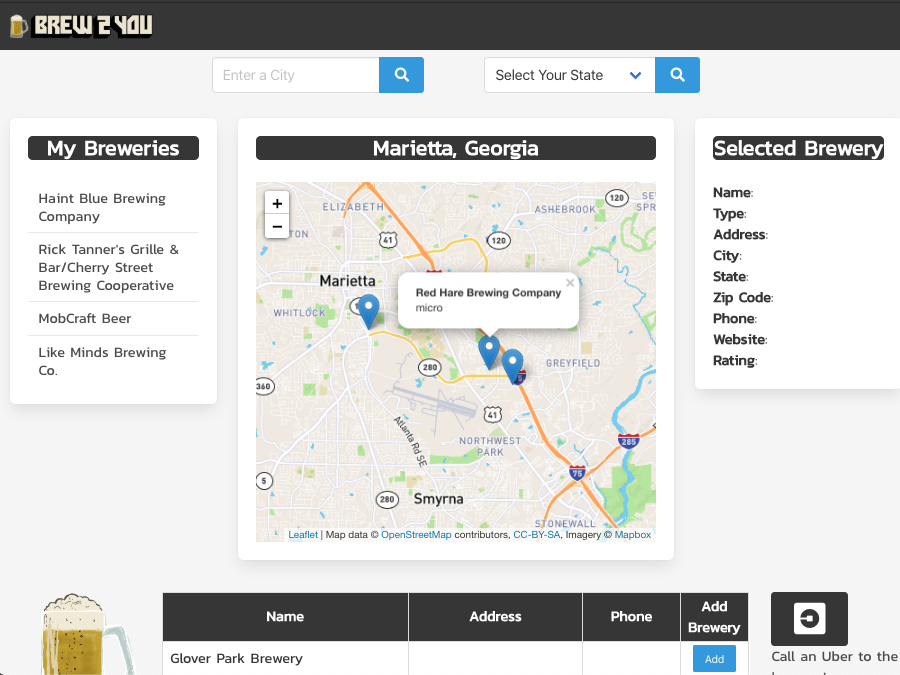 BREW 2 YOU
Enter a City
Select Your State
My Breweries
Haint Blue Brewing
Company
Rick Tanner's Grille &
Bar/Cherry Street
Brewing Cooperative
MobCraft Beer
Like Minds Brewing
Co.
Marietta, Georgia
+
−
ELIZABETH
ASHEBROOK
120
41
120
Marietta
WHITLOCK
×
Red Hare Brewing Company
micro
280
GREYFIELD
360
41
Atlanta Rd SE
NORTHWEST
PARK
285
75
5
280
Smyrna
STONEWALL
Leaflet | Map data © OpenStreetMap contributors, CC-BY-SA, Imagery © Mapbox
Selected Brewery
Name:
Type:
Address:
City:
State:
Zip Code:
Phone:
Website:
Rating:
Name Address Phone Add Brewery
Glover Park Brewery Add
Call an Uber to the